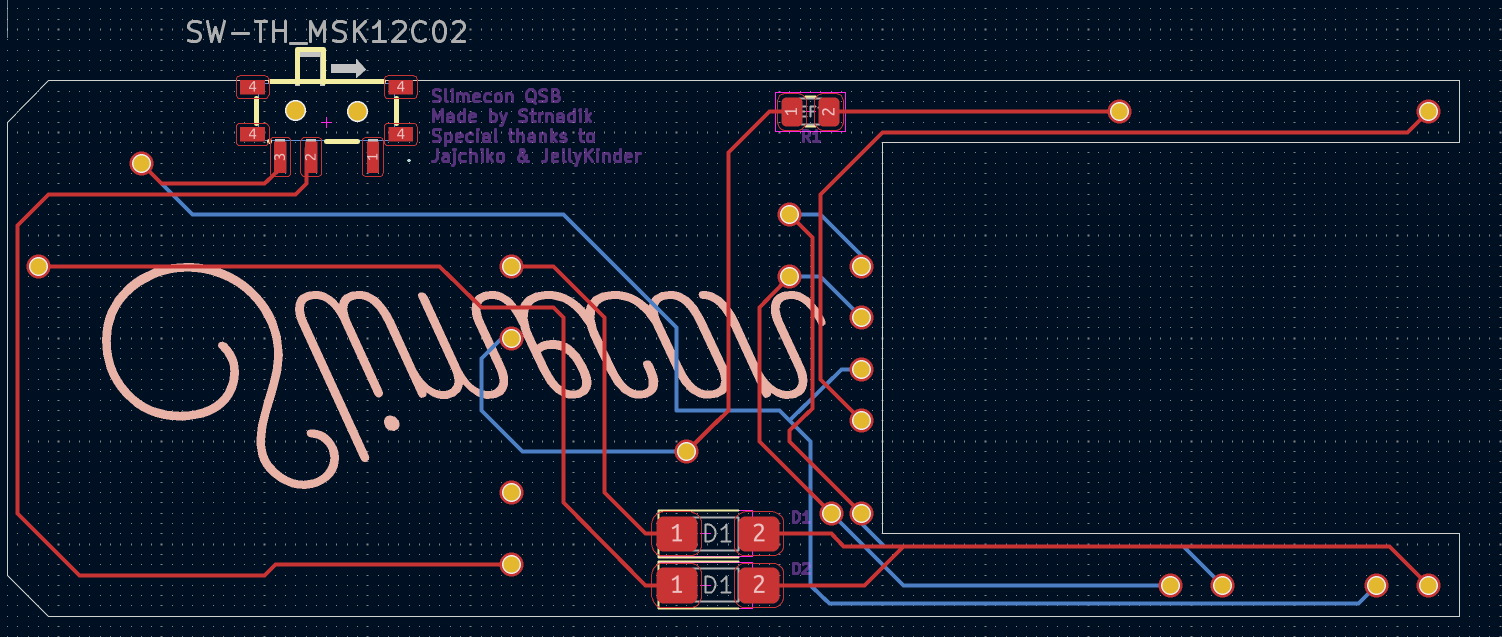 SW-TH_MSK12C02
4
4
Slimecon QSB
Made by Strnadik
4
4
Special thanks to
3
2
1
Jajchiko & JellyKinder
1
2
R1
1
D1
2
D1
1
D1
2
D2